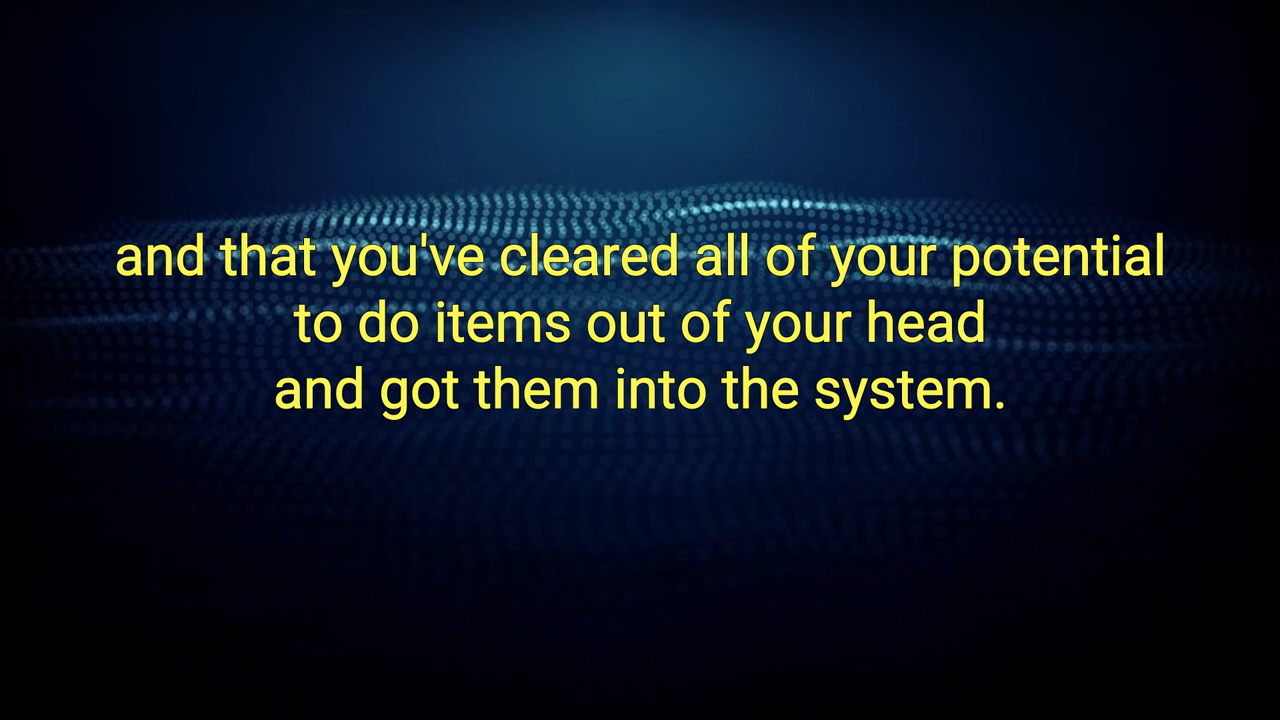 and that you've cleared all of your potential
to do items out of your head
and got them into the system.